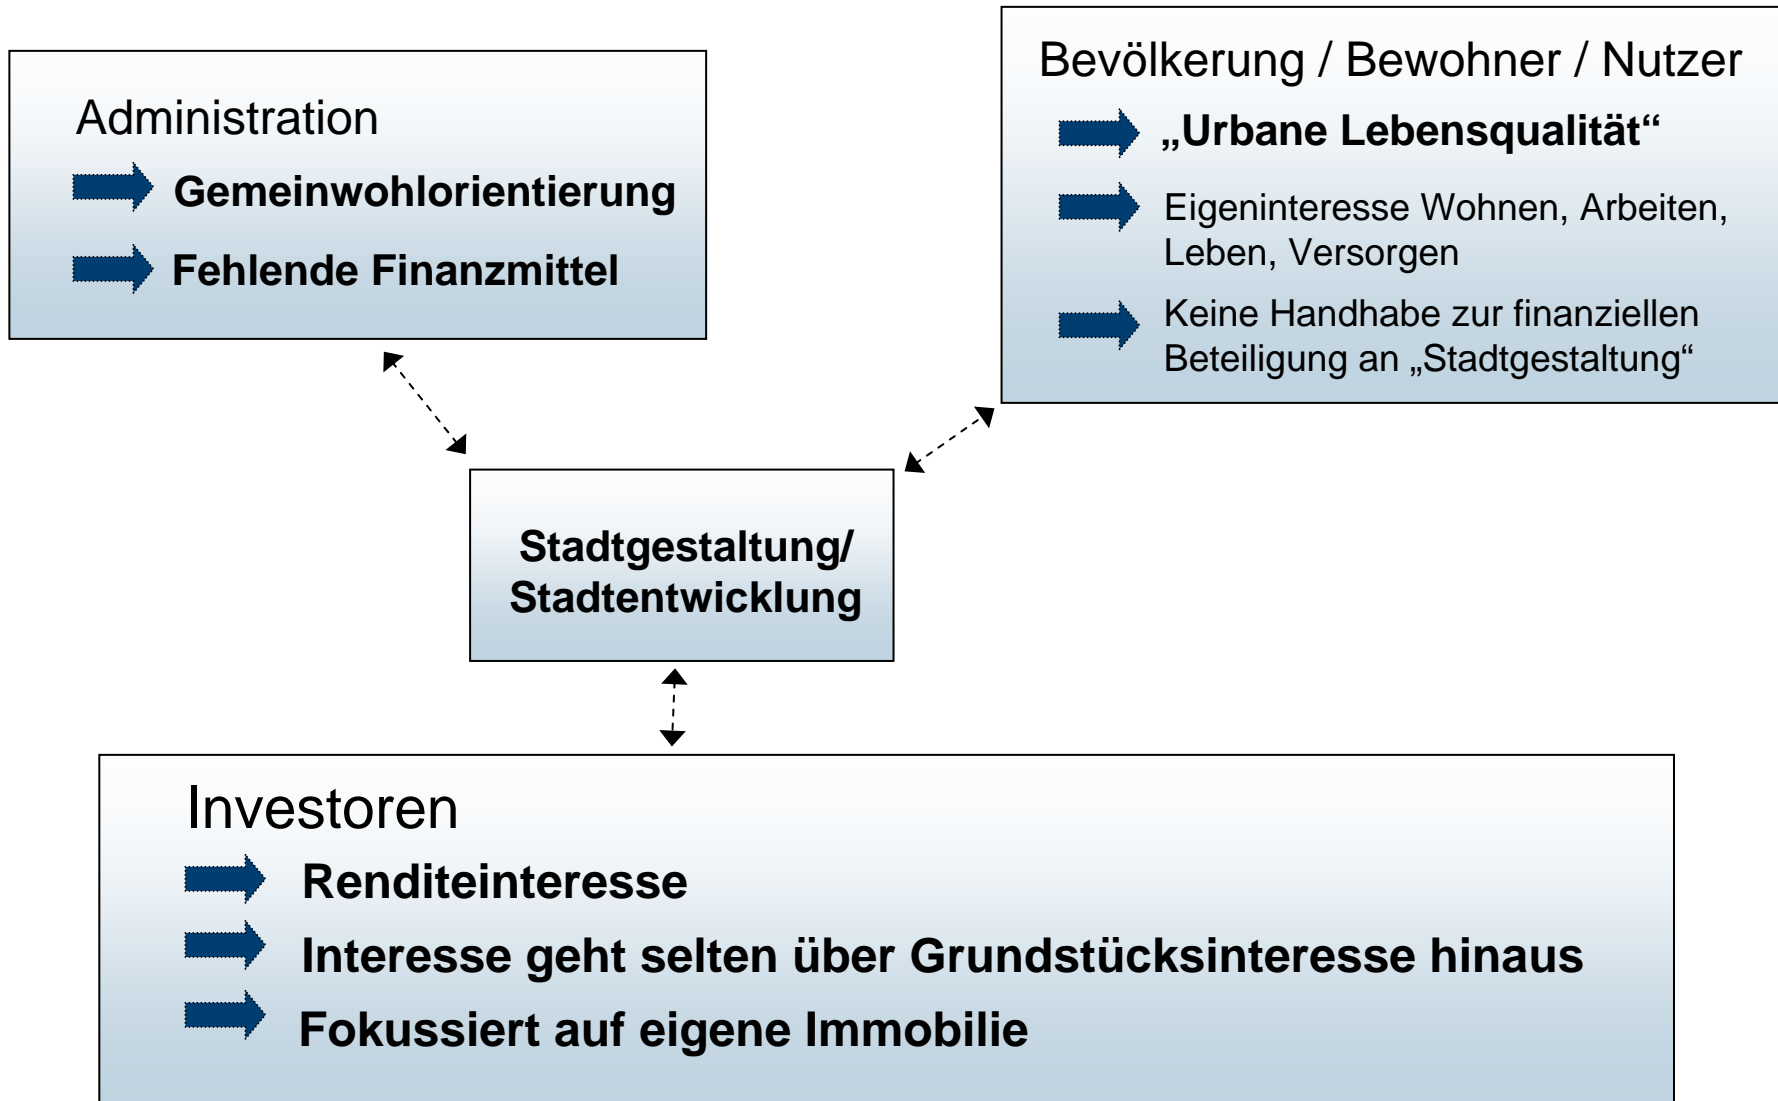 Administration
Gemeinwohlorientierung
Fehlende Finanzmittel
Bevölkerung / Bewohner / Nutzer
„Urbane Lebensqualität“
Eigeninteresse Wohnen, Arbeiten,
Leben, Versorgen
Keine Handhabe zur finanziellen
Beteiligung an „Stadtgestaltung“
Stadtgestaltung/
Stadtentwicklung
Investoren
Renditeinteresse
Interesse geht selten über Grundstücksinteresse hinaus
Fokussiert auf eigene Immobilie